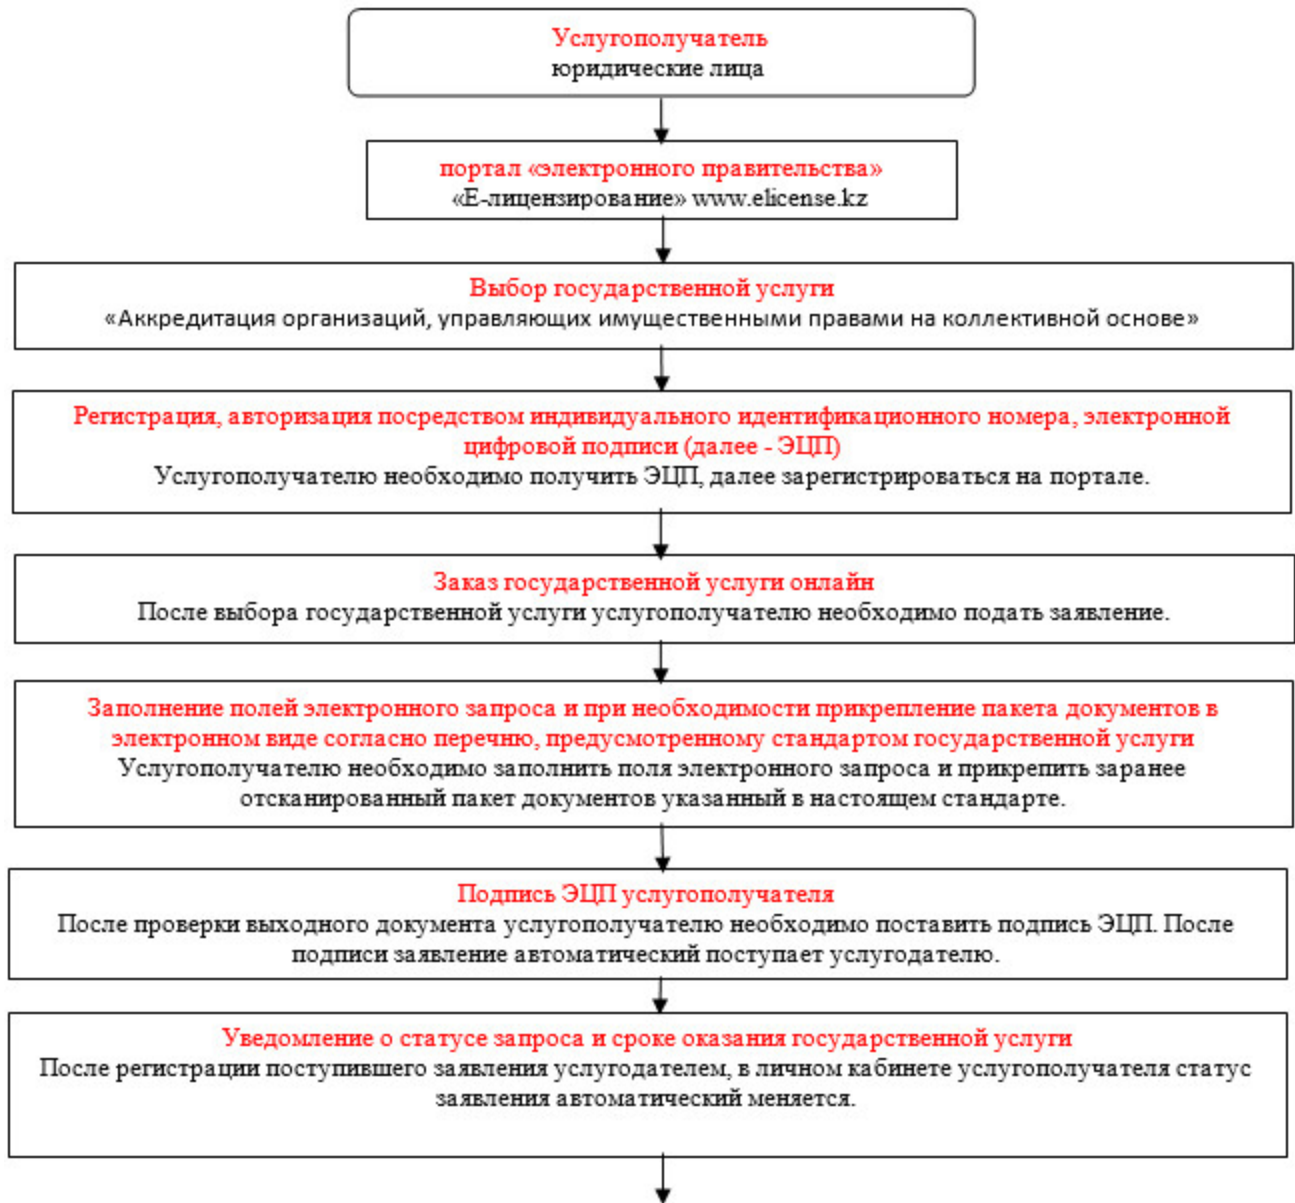 Услугополучатель
юридические лица
портал «электронного правительства»
«Е-лицензирование» www.elicense.kz
Выбор государственной услуги
«Аккредитация организаций, управляющих имущественными правами на коллективной основе»
Регистрация, авторизация посредством индивидуального идентификационного номера, электронной
цифровой подписи (далее - ЭЦП)
Услугополучателю необходимо получить ЭЦП, далее зарегистрироваться на портале.
Заказ государственной услуги онлайн
После выбора государственной услуги услугополучателю необходимо подать заявление.
Заполнение полей электронного запроса и при необходимости прикрепление пакета документов в
электронном виде согласно перечню, предусмотренному стандартом государственной услуги
Услугополучателю необходимо заполнить поля электронного запроса и прикрепить заранее
отсканированный пакет документов указанный в настоящем стандарте.
Подпись ЭЦП услугополучателя
После проверки выходного документа услугополучателю необходимо поставить подпись ЭЦП. После
подписи заявление автоматический поступает услугодателю.
Уведомление о статусе запроса и сроке оказания государственной услуги
После регистрации поступившего заявления услугодателем, в личном кабинете услугополучателя статус
заявления автоматический меняется.